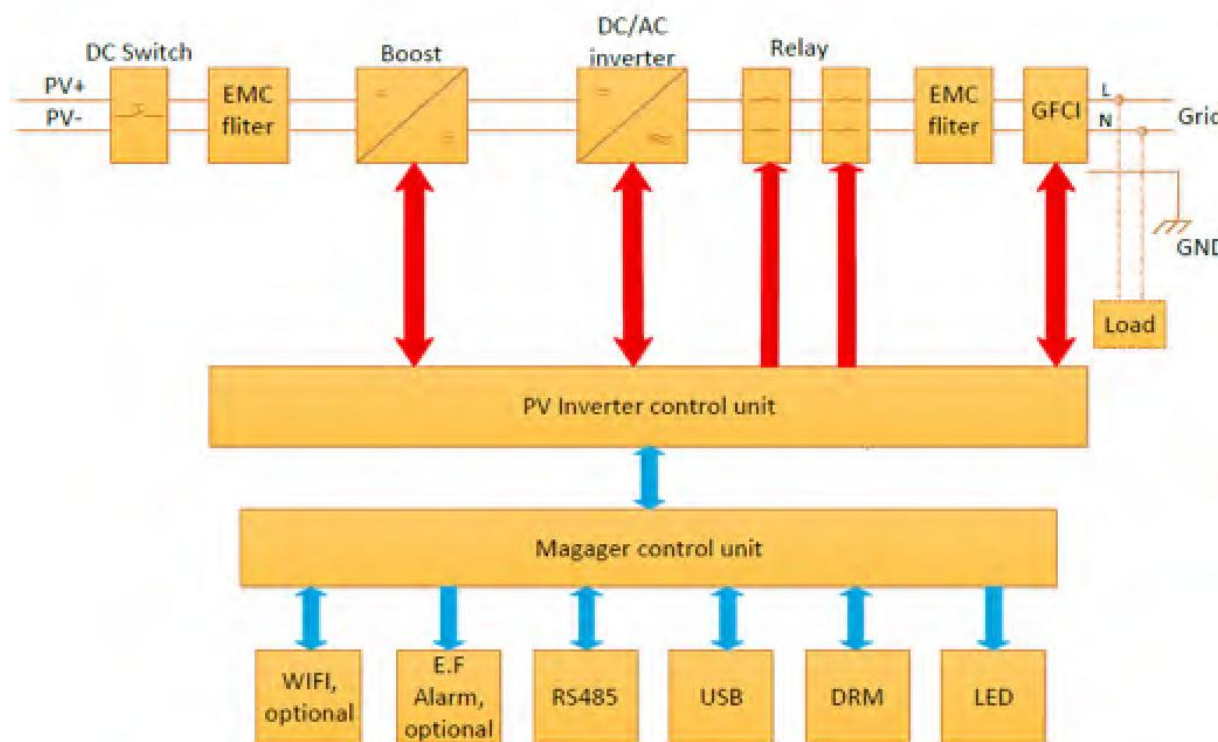 DC Switch
Boost
DC/AC
inverter
Relay
PV+
PV-
EMC
fliter
EMC
fliter
GFCI
L
N
Grid
GND
Load
PV Inverter control unit
Magager control unit
WIFI,
optional
E.F
Alarm,
optional
RS485
USB
DRM
LED